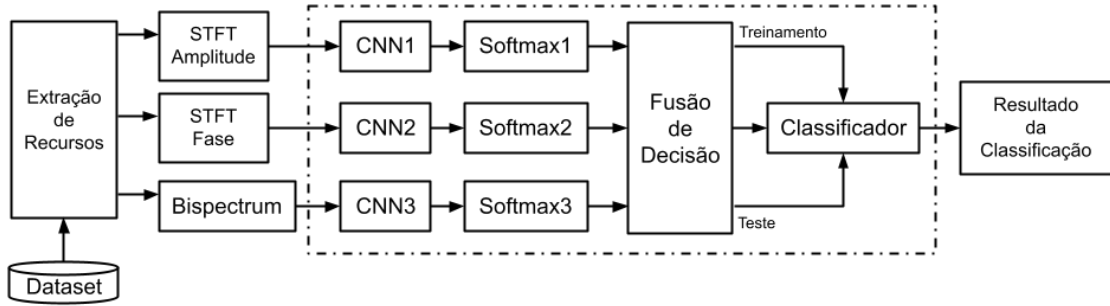 Extração
de
Recursos
Dataset
STFT
Amplitude
STFT
Fase
Bispectrum
CNN1
Softmax1
CNN2
Softmax2
CNN3
Softmax3
Fusão
de
Decisão
Treinamento
Classificador
Teste
Resultado
da
Classificação